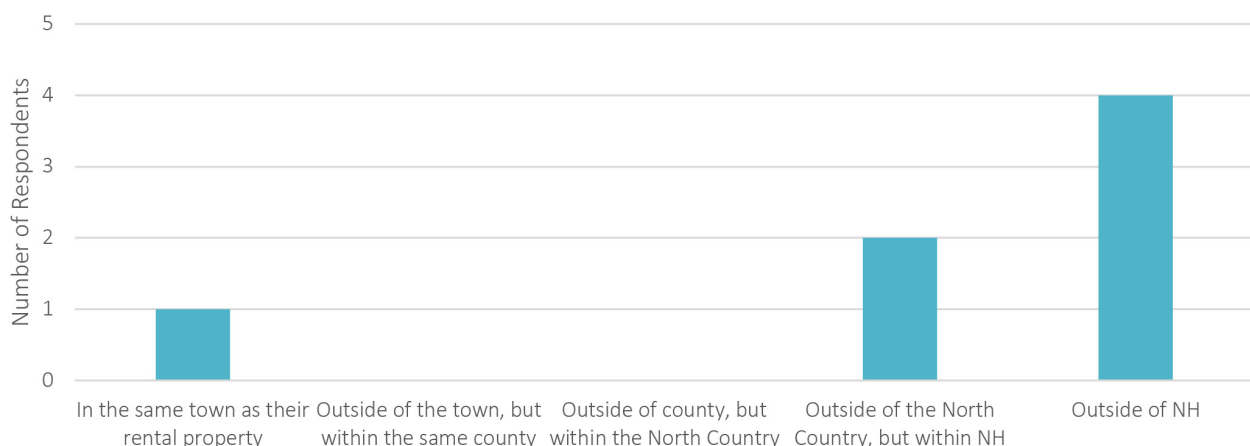 5
4
3
2
1
0
Number of Respondents
In the same town as their
rental property
Outside of the town, but
within the same county
Outside of county, but
within the North Country
Outside of the North
Country, but within NH
Outside of NH